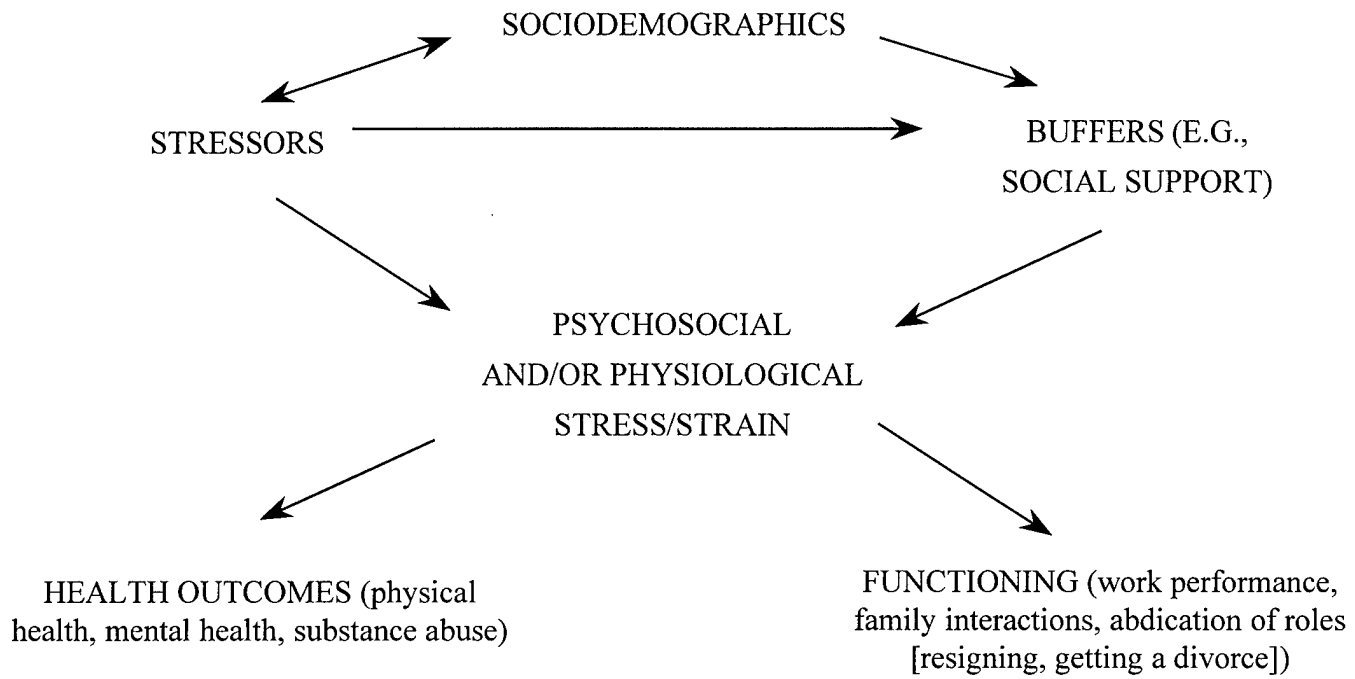 SOCIODEMOGRAPHICS
STRESSORS
BUFFERS (E.G.,
SOCIAL SUPPORT)
PSYCHOSOCIAL
AND/OR PHYSIOLOGICAL
STRESS/STRAIN
HEALTH OUTCOMES (physical
health, mental health, substance abuse)
FUNCTIONING (work performance,
family interactions, abdication of roles
[resigning, getting a divorce])